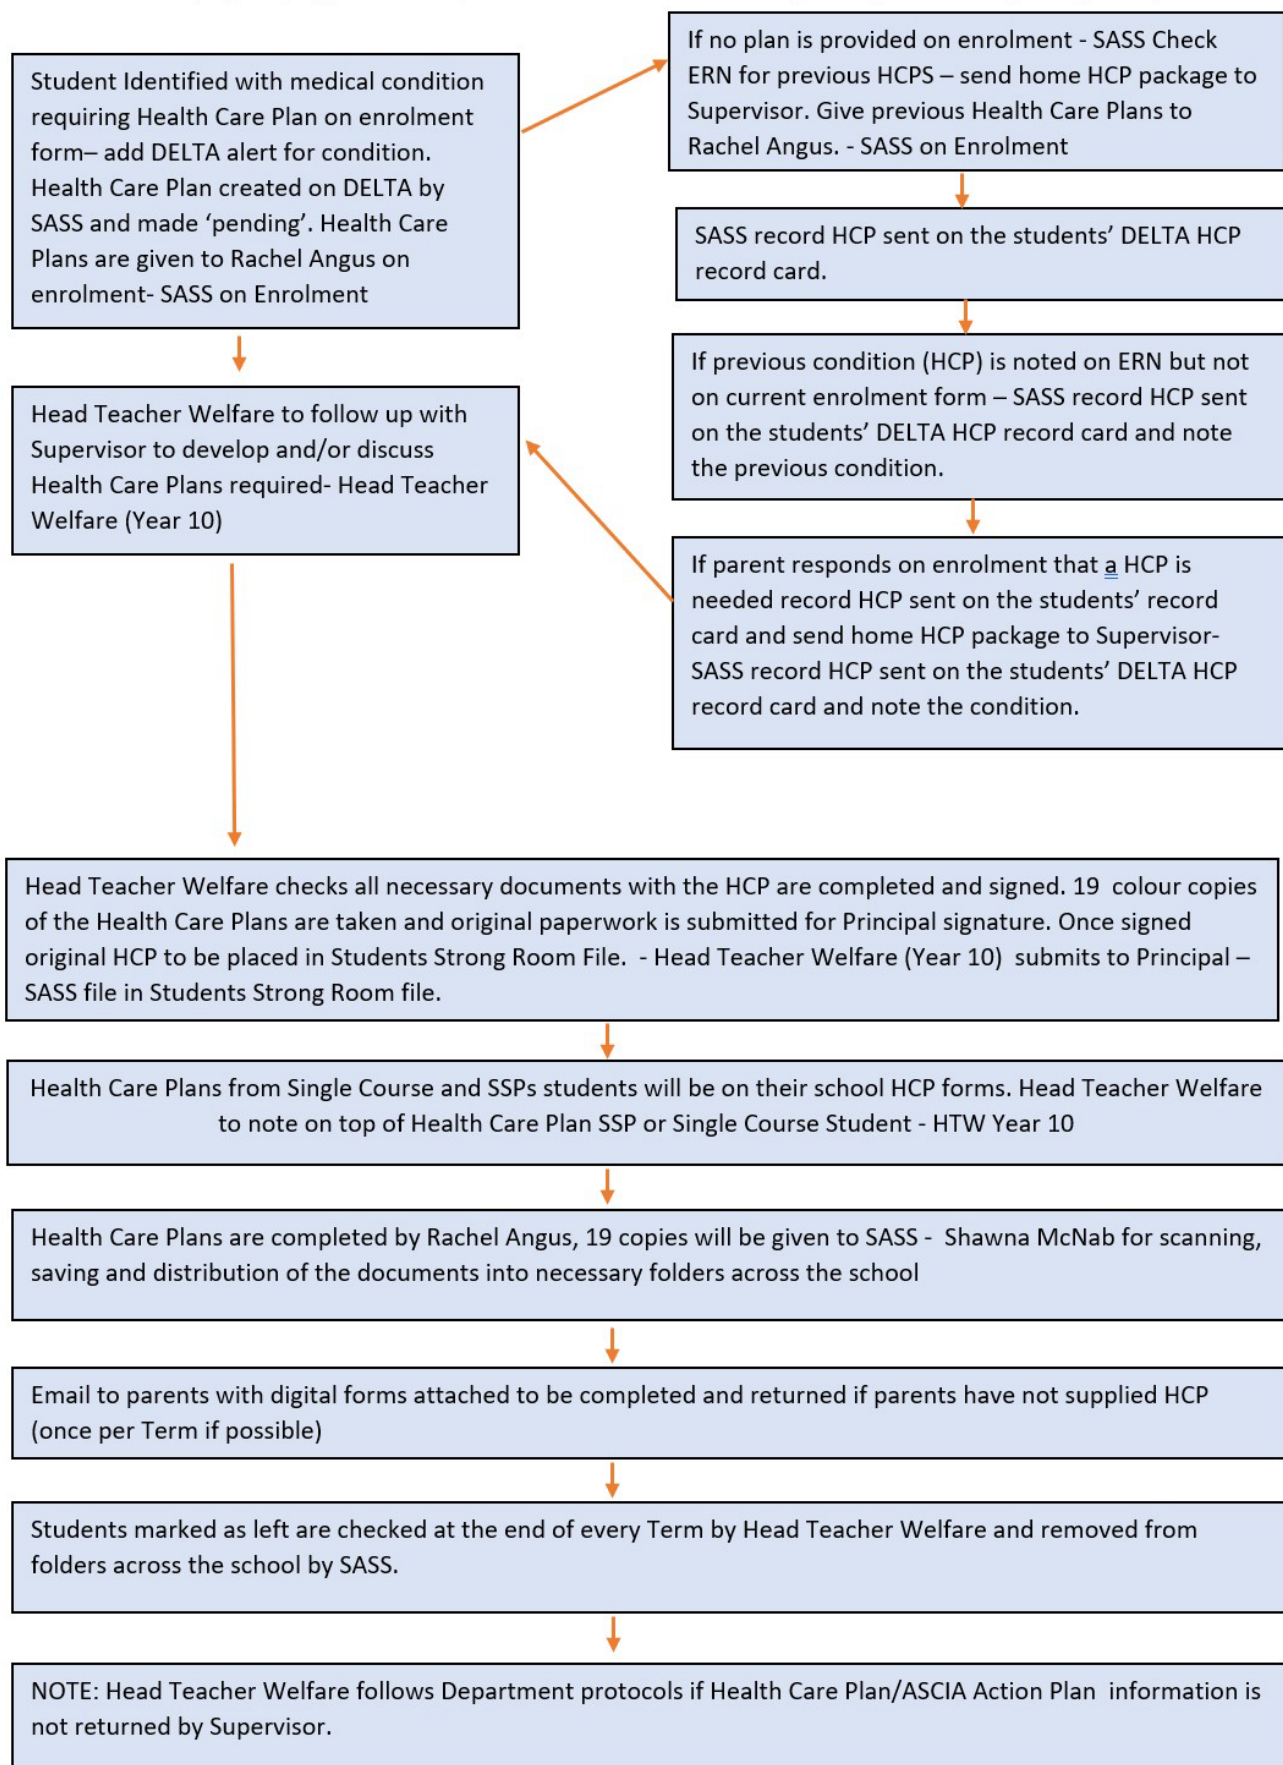 Student Identified with medical condition
requiring Health Care Plan on enrolment
form– add DELTA alert for condition.
Health Care Plan created on DELTA by
SASS and made ‘pending’. Health Care
Plans are given to Rachel Angus on
enrolment- SASS on Enrolment
If no plan is provided on enrolment - SASS Check
ERN for previous HCPS – send home HCP package to
Supervisor. Give previous Health Care Plans to
Rachel Angus. - SASS on Enrolment
SASS record HCP sent on the students’ DELTA HCP
record card.
If previous condition (HCP) is noted on ERN but not
on current enrolment form – SASS record HCP sent
on the students’ DELTA HCP record card and note
the previous condition.
If parent responds on enrolment that a HCP is
needed record HCP sent on the students’ record
card and send home HCP package to Supervisor-
SASS record HCP sent on the students’ DELTA HCP
record card and note the condition.
Head Teacher Welfare to follow up with
Supervisor to develop and/or discuss
Health Care Plans required- Head Teacher
Welfare (Year 10)
Head Teacher Welfare checks all necessary documents with the HCP are completed and signed. 19  colour copies
of the Health Care Plans are taken and original paperwork is submitted for Principal signature. Once signed
original HCP to be placed in Students Strong Room File.  - Head Teacher Welfare (Year 10)  submits to Principal –
SASS file in Students Strong Room file.
Health Care Plans from Single Course and SSPs students will be on their school HCP forms. Head Teacher Welfare
to note on top of Health Care Plan SSP or Single Course Student - HTW Year 10
Health Care Plans are completed by Rachel Angus, 19 copies will be given to SASS -  Shawna McNab for scanning,
saving and distribution of the documents into necessary folders across the school
Email to parents with digital forms attached to be completed and returned if parents have not supplied HCP
(once per Term if possible)
Students marked as left are checked at the end of every Term by Head Teacher Welfare and removed from
folders across the school by SASS.
NOTE: Head Teacher Welfare follows Department protocols if Health Care Plan/ASCIA Action Plan  information is
not returned by Supervisor.